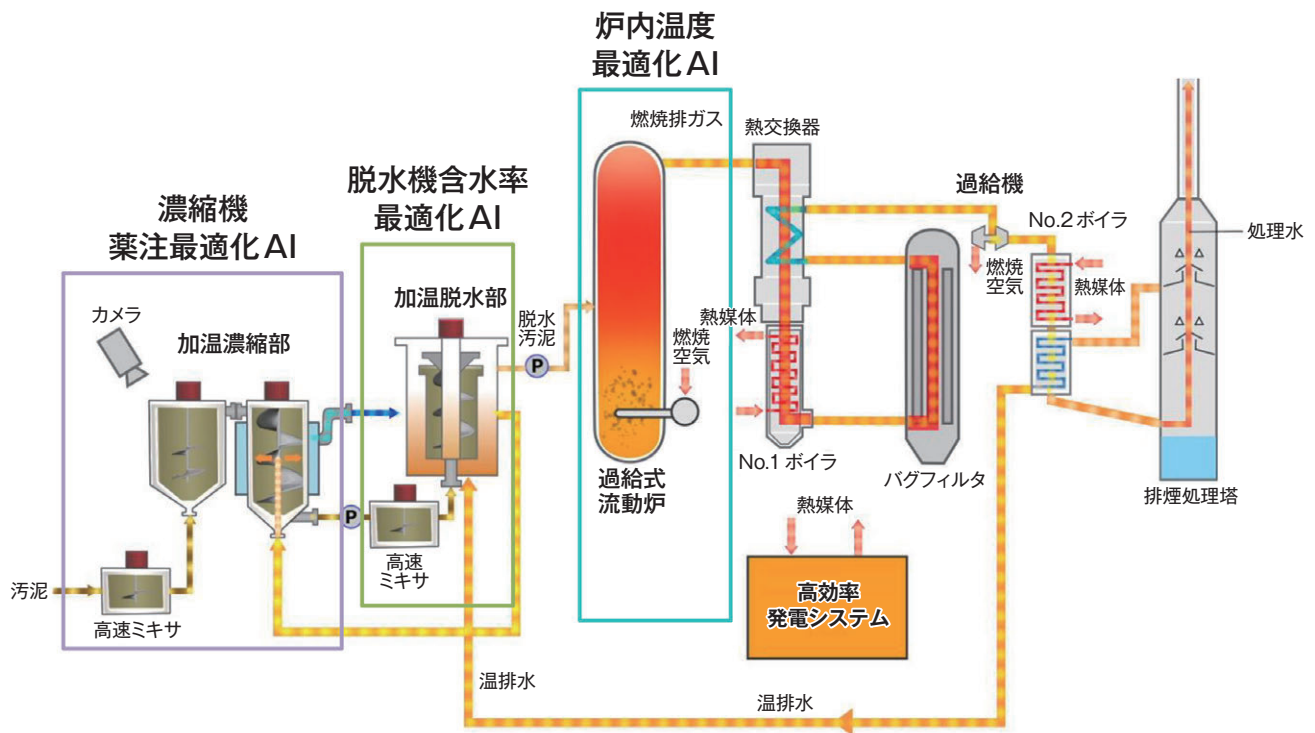 炉内温度
最適化AI
燃焼排ガス
熱交換器
脱水機含水率
最適化AI
過給機
濃縮機
薬注最適化AI
No.2ボイラ
処理水
燃焼
空気
熱媒体
加温脱水部
脱水
汚泥
カメラ
加温濃縮部
P
熱媒体
燃焼
空気
No.1ボイラ
バグフィルタ
過給式
流動炉
排煙処理塔
P
熱媒体
高速
ミキサ
汚泥
高速ミキサ
高効率
発電システム
温排水
温排水